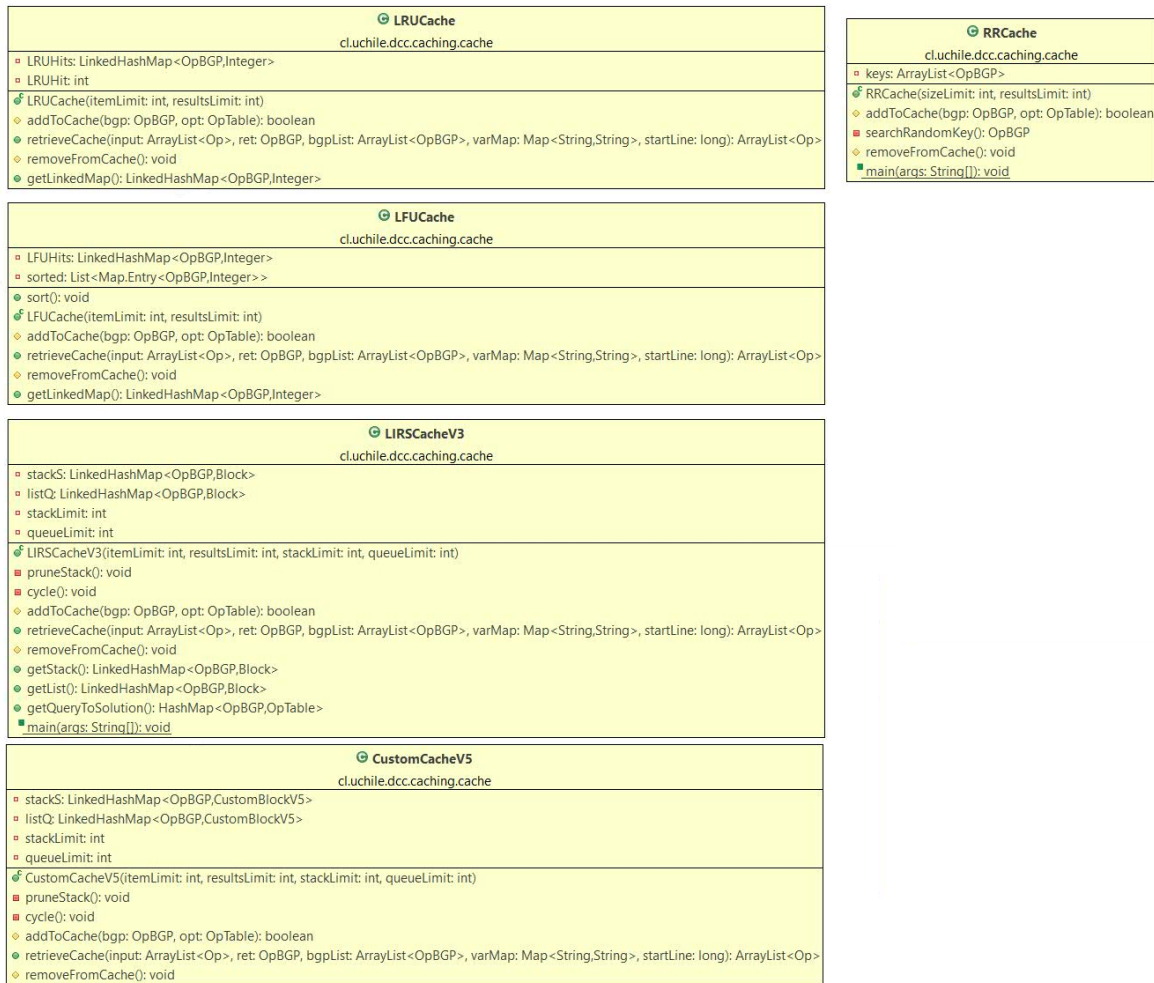 LRUCache
cl.uchile.dcc.caching.cache
LRUHits: LinkedHashMap<OpBGP,Integer>
LRUHit: int
LRUCache(itemLimit: int, resultsLimit: int)
addToCache(bgp: OpBGP, opt: OpTable): boolean
retrieveCache(input: ArrayList<Op>, ret: OpBGP, bgpList: ArrayList<OpBGP>, varMap: Map<String,String>, startLine: long): ArrayList<Op>
removeFromCache(): void
getLinkedMap(): LinkedHashMap<OpBGP,Integer>
RRCache
cl.uchile.dcc.caching.cache
keys: ArrayList<OpBGP>
RRCache(sizeLimit: int, resultsLimit: int)
addToCache(bgp: OpBGP, opt: OpTable): boolean
searchRandomKey(): OpBGP
removeFromCache(): void
main(args: String[]): void
LFUCache
cl.uchile.dcc.caching.cache
LFUHits: LinkedHashMap<OpBGP,Integer>
sorted: List<Map.Entry<OpBGP,Integer>>
sort(): void
LFUCache(itemLimit: int, resultsLimit: int)
addToCache(bgp: OpBGP, opt: OpTable): boolean
retrieveCache(input: ArrayList<Op>, ret: OpBGP, bgpList: ArrayList<OpBGP>, varMap: Map<String,String>, startLine: long): ArrayList<Op>
removeFromCache(): void
getLinkedMap(): LinkedHashMap<OpBGP,Integer>
LIRSCacheV3
cl.uchile.dcc.caching.cache
stackS: LinkedHashMap<OpBGP,Block>
listQ: LinkedHashMap<OpBGP,Block>
stackLimit: int
queueLimit: int
LIRSCacheV3(itemLimit: int, resultsLimit: int, stackLimit: int, queueLimit: int)
pruneStack(): void
cycle(): void
addToCache(bgp: OpBGP, opt: OpTable): boolean
retrieveCache(input: ArrayList<Op>, ret: OpBGP, bgpList: ArrayList<OpBGP>, varMap: Map<String,String>, startLine: long): ArrayList<Op>
removeFromCache(): void
getStack(): LinkedHashMap<OpBGP,Block>
getList(): LinkedHashMap<OpBGP,Block>
getQueryToSolution(): HashMap<OpBGP,OpTable>
main(args: String[]): void
CustomCacheV5
cl.uchile.dcc.caching.cache
stackS: LinkedHashMap<OpBGP,CustomBlockV5>
listQ: LinkedHashMap<OpBGP,CustomBlockV5>
stackLimit: int
queueLimit: int
CustomCacheV5(itemLimit: int, resultsLimit: int, stackLimit: int, queueLimit: int)
pruneStack(): void
cycle(): void
addToCache(bgp: OpBGP, opt: OpTable): boolean
retrieveCache(input: ArrayList<Op>, ret: OpBGP, bgpList: ArrayList<OpBGP>, varMap: Map<String,String>, startLine: long): ArrayList<Op>
removeFromCache(): void